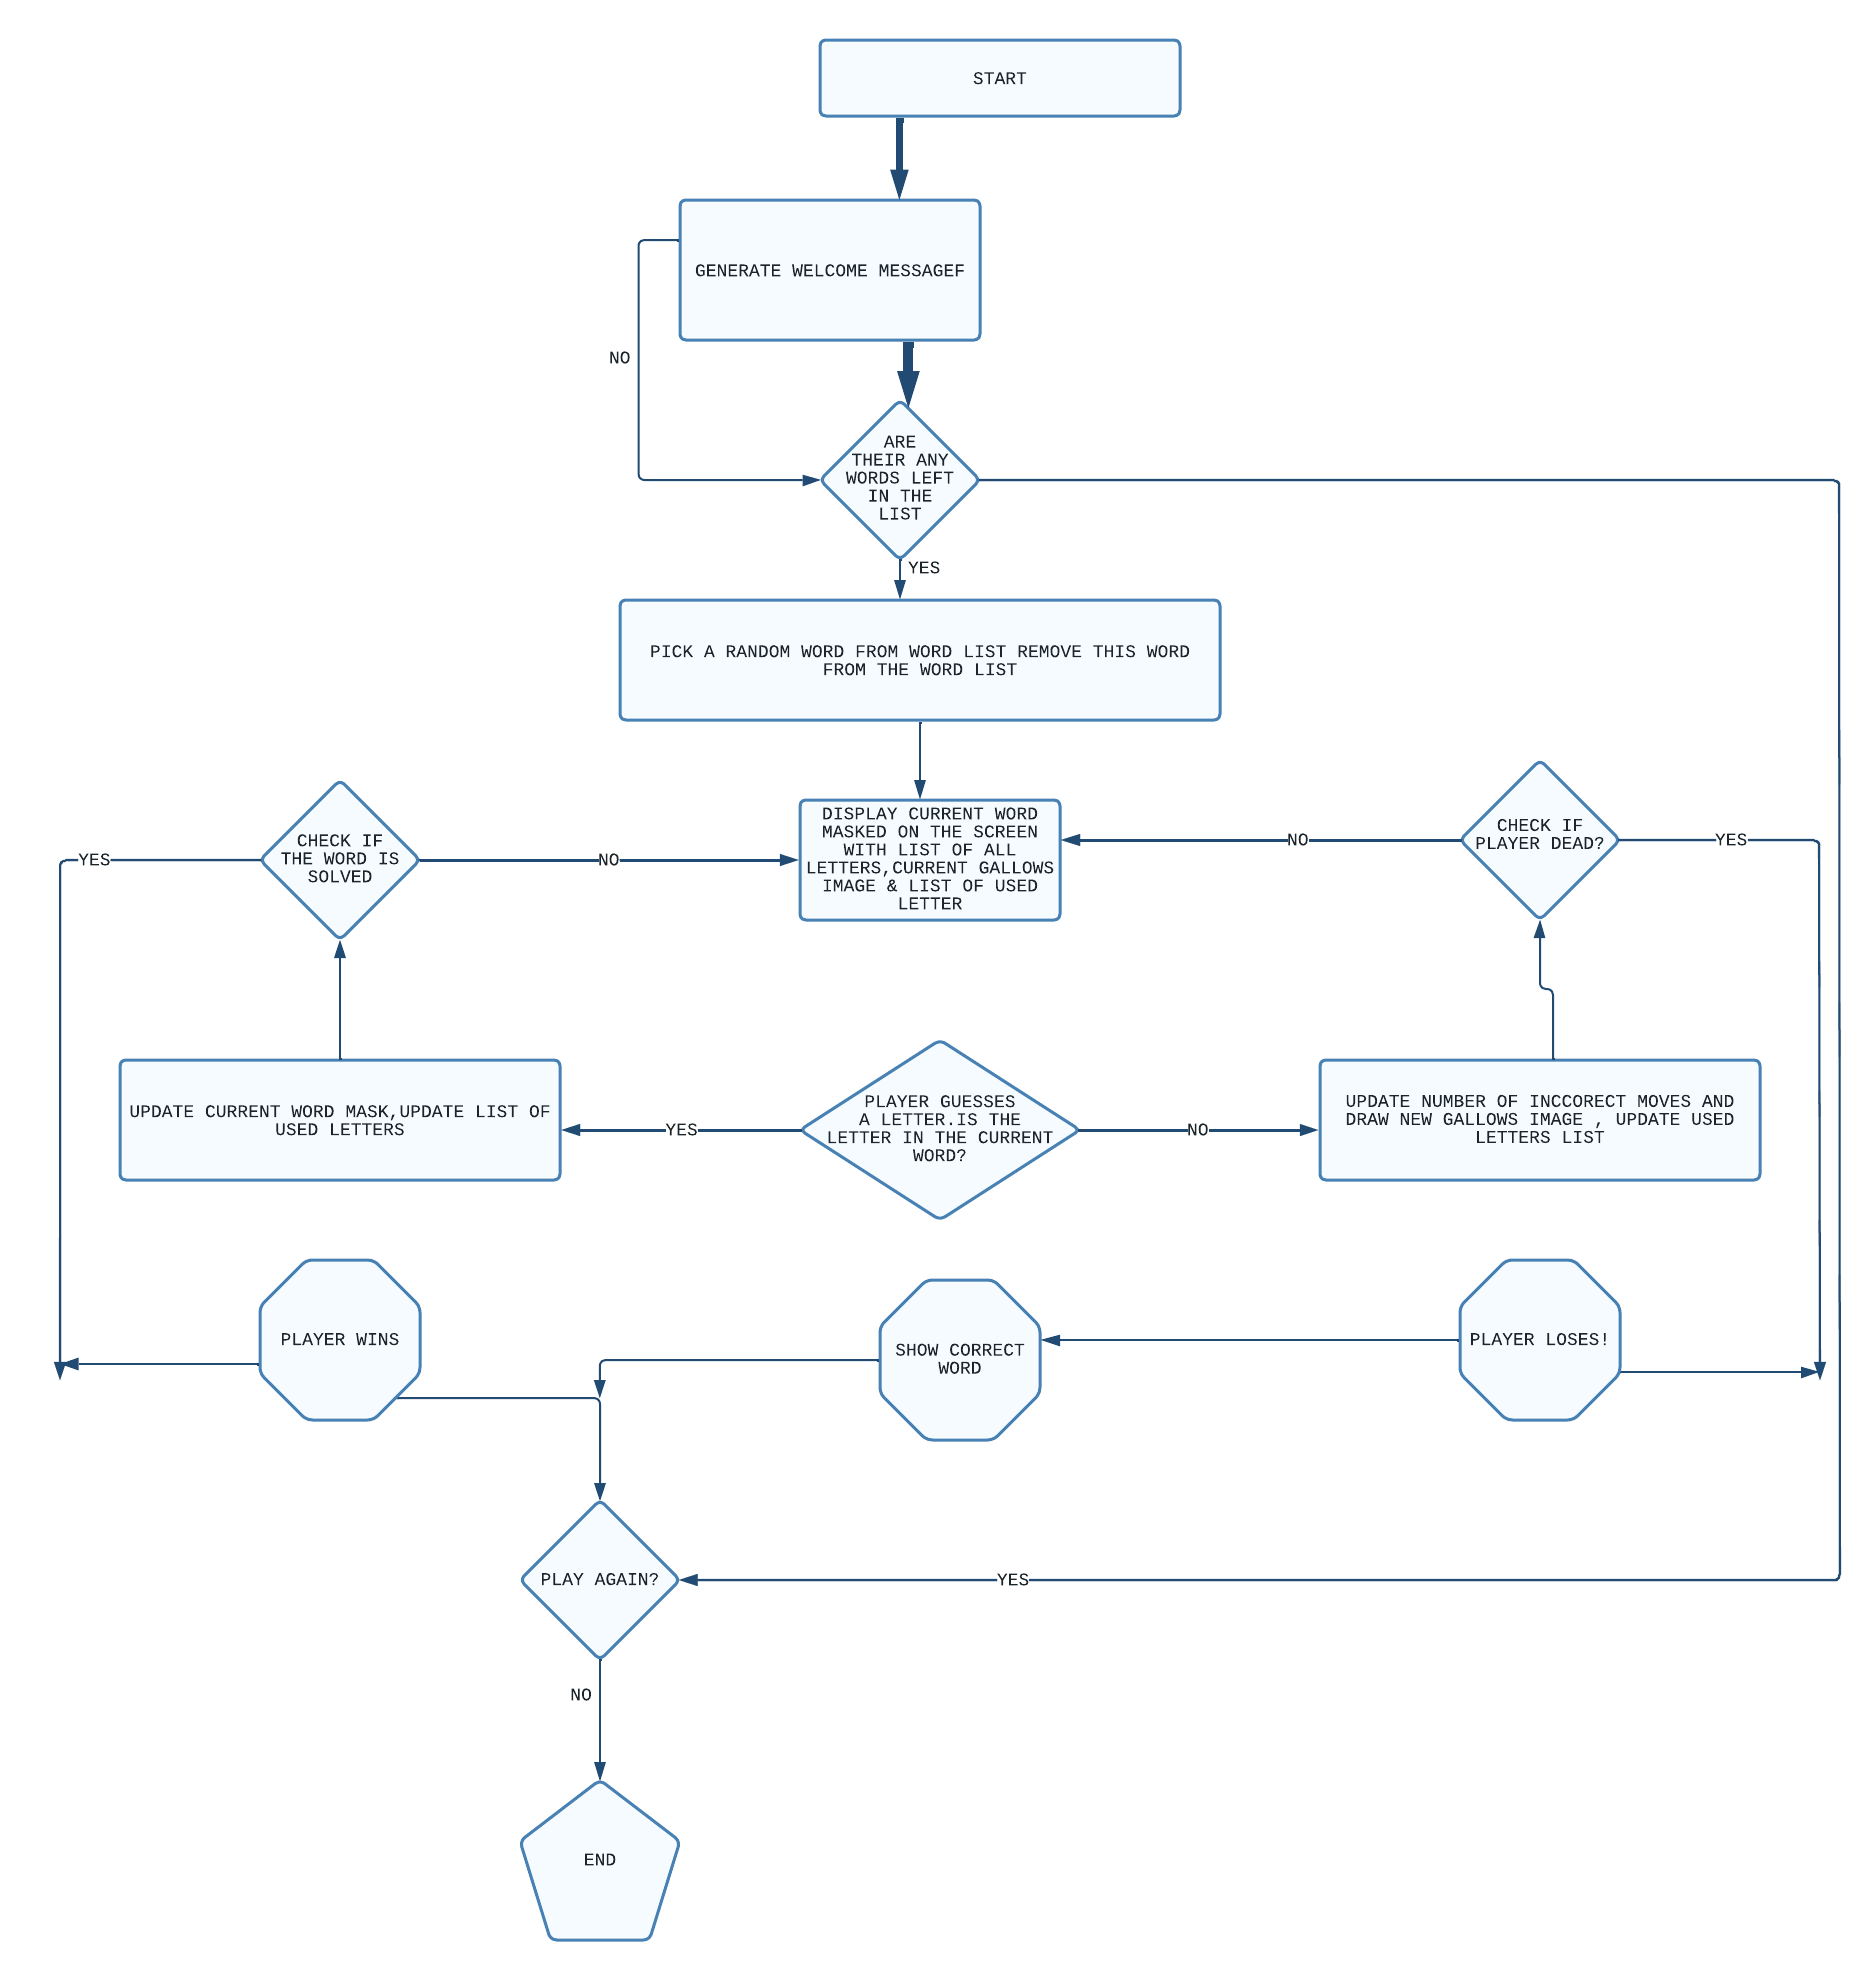 START
GENERATE WELCOME MESSAGEF
NO
ARE
THEIR ANY
WORDS LEFT
IN THE
LIST
YES
PICK A RANDOM WORD FROM WORD LIST REMOVE THIS WORD
FROM THE WORD LIST
YES
CHECK IF
THE WORD IS
SOLVED
NO
DISPLAY CURRENT WORD
MASKED ON THE SCREEN
WITH LIST OF ALL
LETTERS,CURRENT GALLOWS
IMAGE & LIST OF USED
LETTER
NO
CHECK IF
PLAYER DEAD?
YES
UPDATE CURRENT WORD MASK,UPDATE LIST OF
USED LETTERS
YES
PLAYER GUESSES
A LETTER.IS THE
LETTER IN THE CURRENT
WORD?
NO
UPDATE NUMBER OF INCCORECT MOVES AND
DRAW NEW GALLOWS IMAGE , UPDATE USED
LETTERS LIST
PLAYER WINS
SHOW CORRECT
WORD
PLAYER LOSES!
PLAY AGAIN?
YES
NO
END